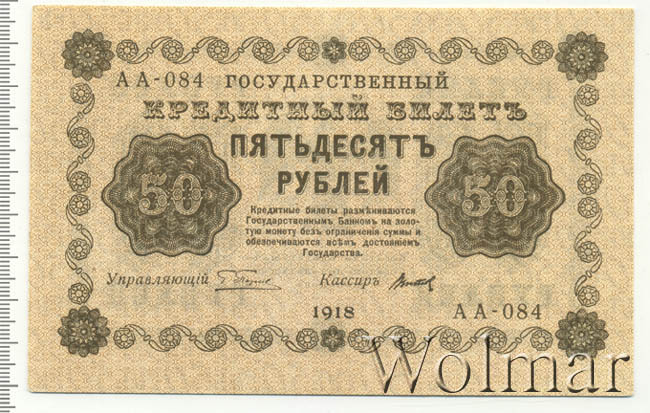 АА-084 ГОСУДАРСТВЕННЫЙ
КРЕДИТНЫЙ БИЛЕТЪ
ПЯТЬДЕСЯТЪ
РУБЛЕЙ
50
50
Кредитные билеты размѣниваются
Государственнымъ Банкомъ на золо-
тую монету безъ ограниченія суммы и
обезпечиваются всѣмъ достояніемъ
Государства.
Управляющій
Кассиръ
1918
АА-084
Wolmar